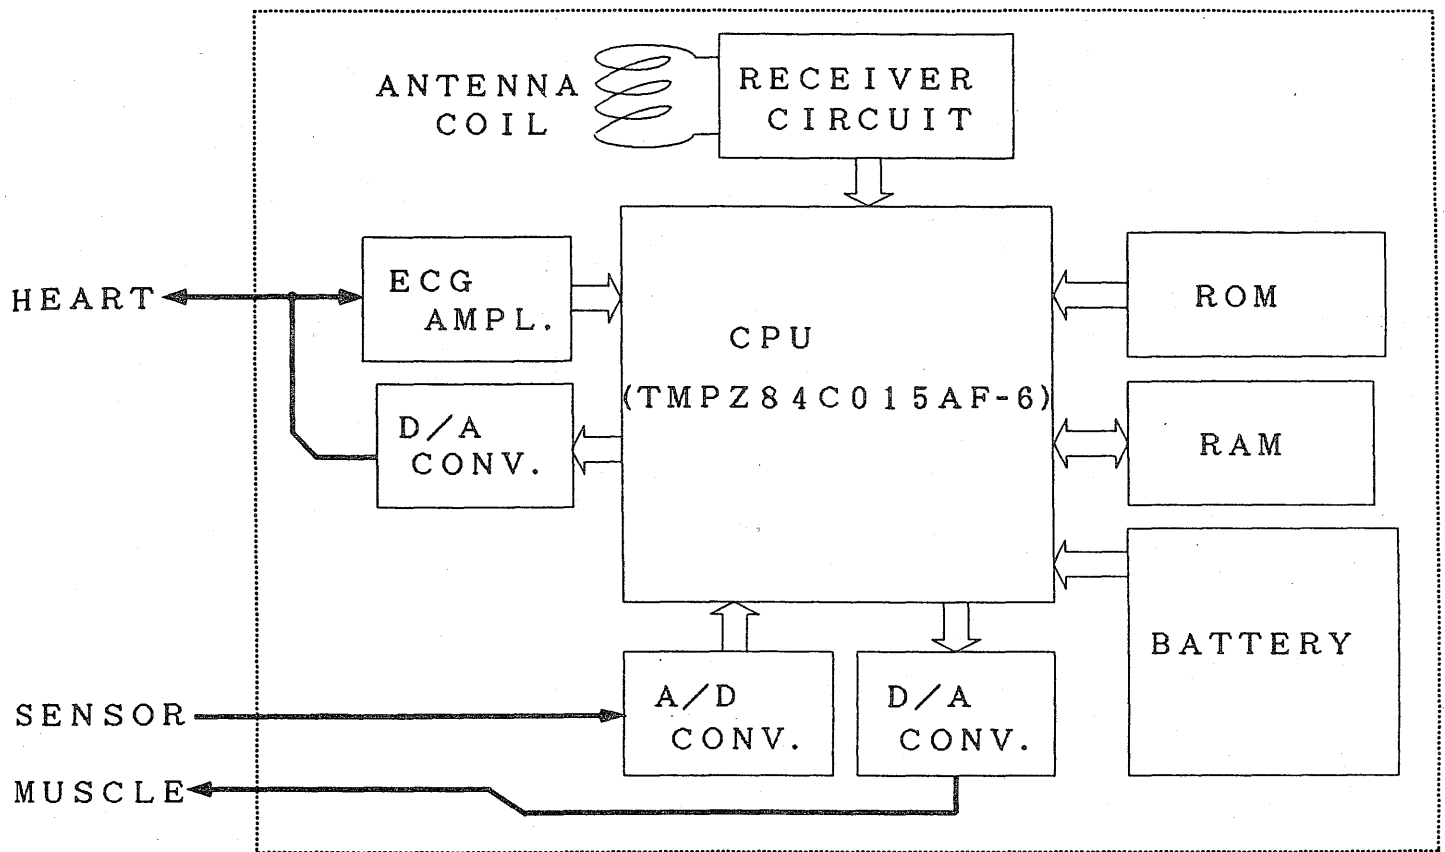 ANTENNA
COIL
RECEIVER
CIRCUIT
HEART
ECG
AMPL.
CPU
(TMPZ84C015AF-6)
ROM
D/A
CONV.
RAM
BATTERY
SENSOR
A/D
CONV.
D/A
CONV.
MUSCLE